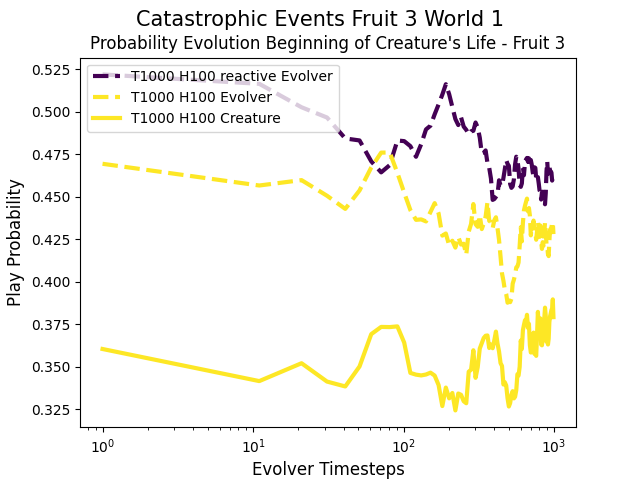 Catastrophic Events Fruit 3 World 1
Probability Evolution Beginning of Creature's Life - Fruit 3
0.525
0.500
0.475
0.450
0.425
0.400
0.375
0.350
0.325
Play Probability
T1000 H100 reactive Evolver
T1000 H100 Evolver
T1000 H100 Creature
10⁰ 10¹ 10² 10³
Evolver Timesteps